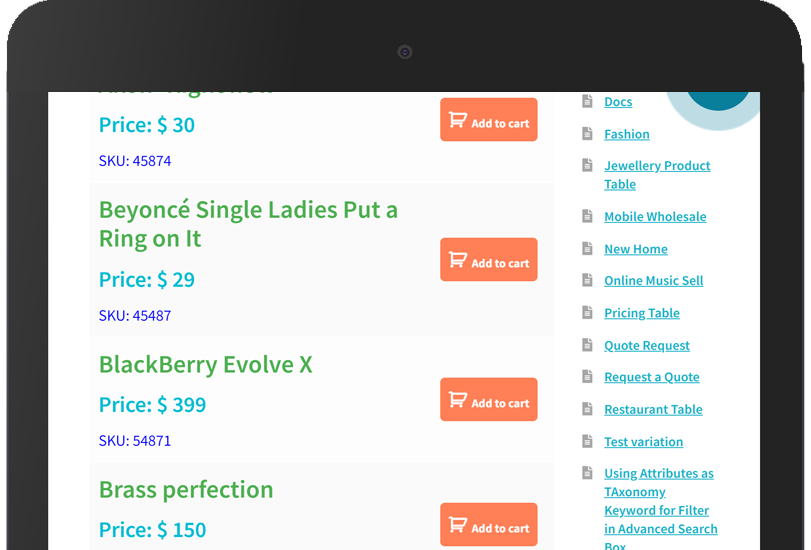 Price: $ 30
SKU: 45874
Add to cart
Beyoncé Single Ladies Put a
Ring on It
Price: $ 29
SKU: 45487
Add to cart
BlackBerry Evolve X
Price: $ 399
SKU: 54871
Add to cart
Brass perfection
Price: $ 150
Add to cart
Docs
Fashion
Jewellery Product
Table
Mobile Wholesale
New Home
Online Music Sell
Pricing Table
Quote Request
Request a Quote
Restaurant Table
Test variation
Using Attributes as
TAxonomy
Keyword for Filter
in Advanced Search
Box